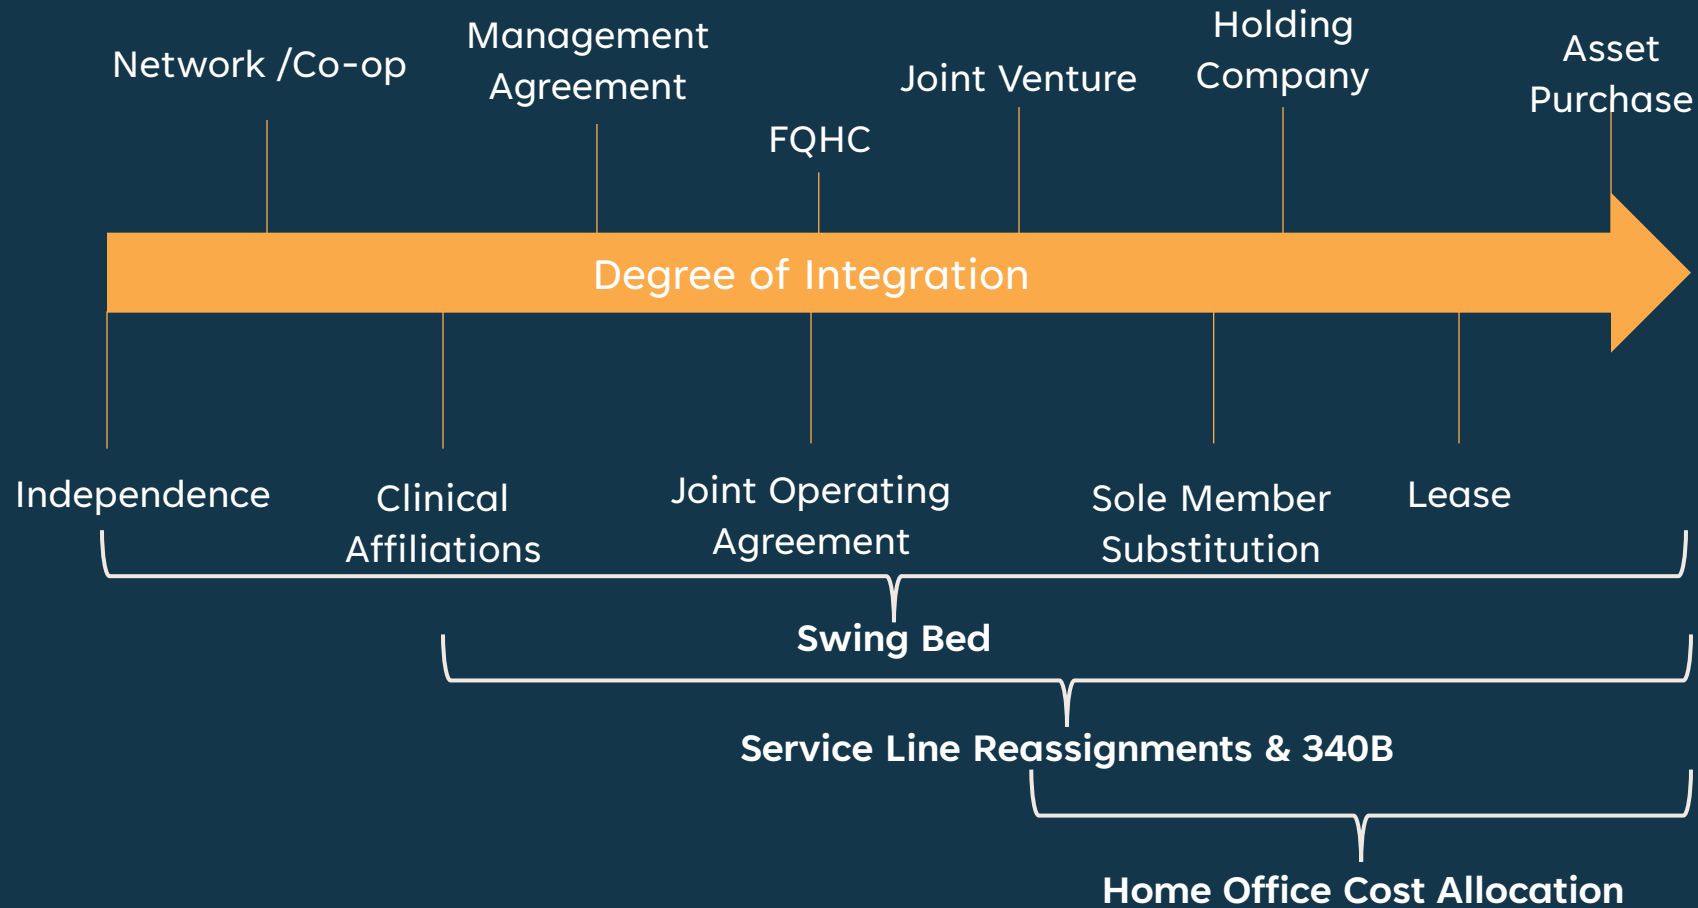 Network /Co-op
Management
Agreement
FQHC
Joint Venture
Holding
Company
Asset
Purchase
Degree of Integration
Independence
Clinical
Affiliations
Joint Operating
Agreement
Sole Member
Substitution
Lease
Swing Bed
Service Line Reassignments & 340B
Home Office Cost Allocation